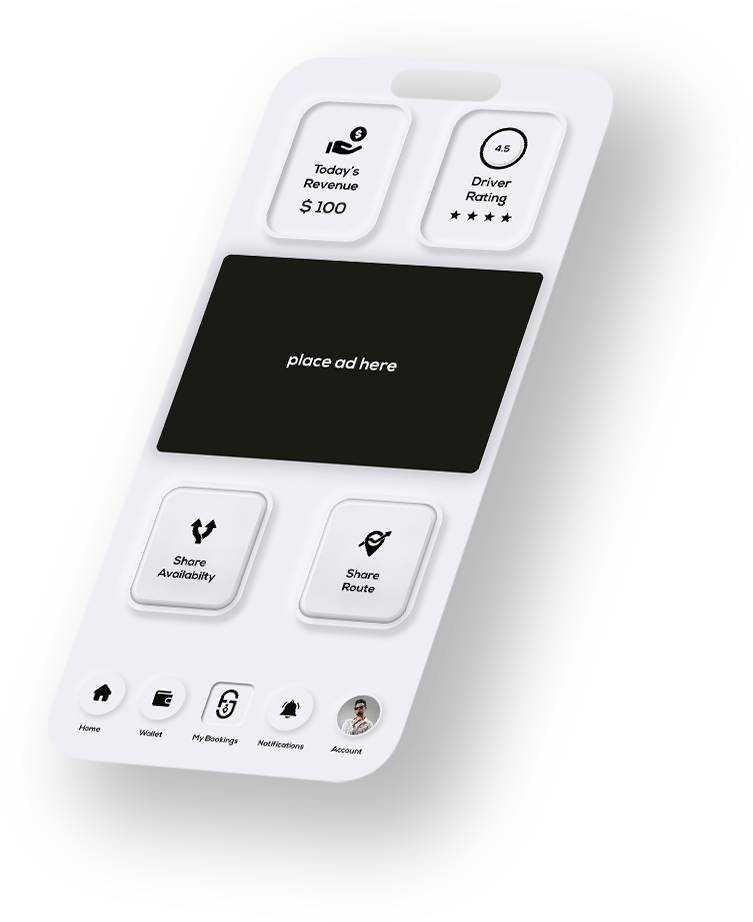 Today's
Revenue
$ 100
4.5
Driver
Rating
place ad here
Share
Availabilty
Share
Route
Home
Wallet
My Bookings
Notifications
Account